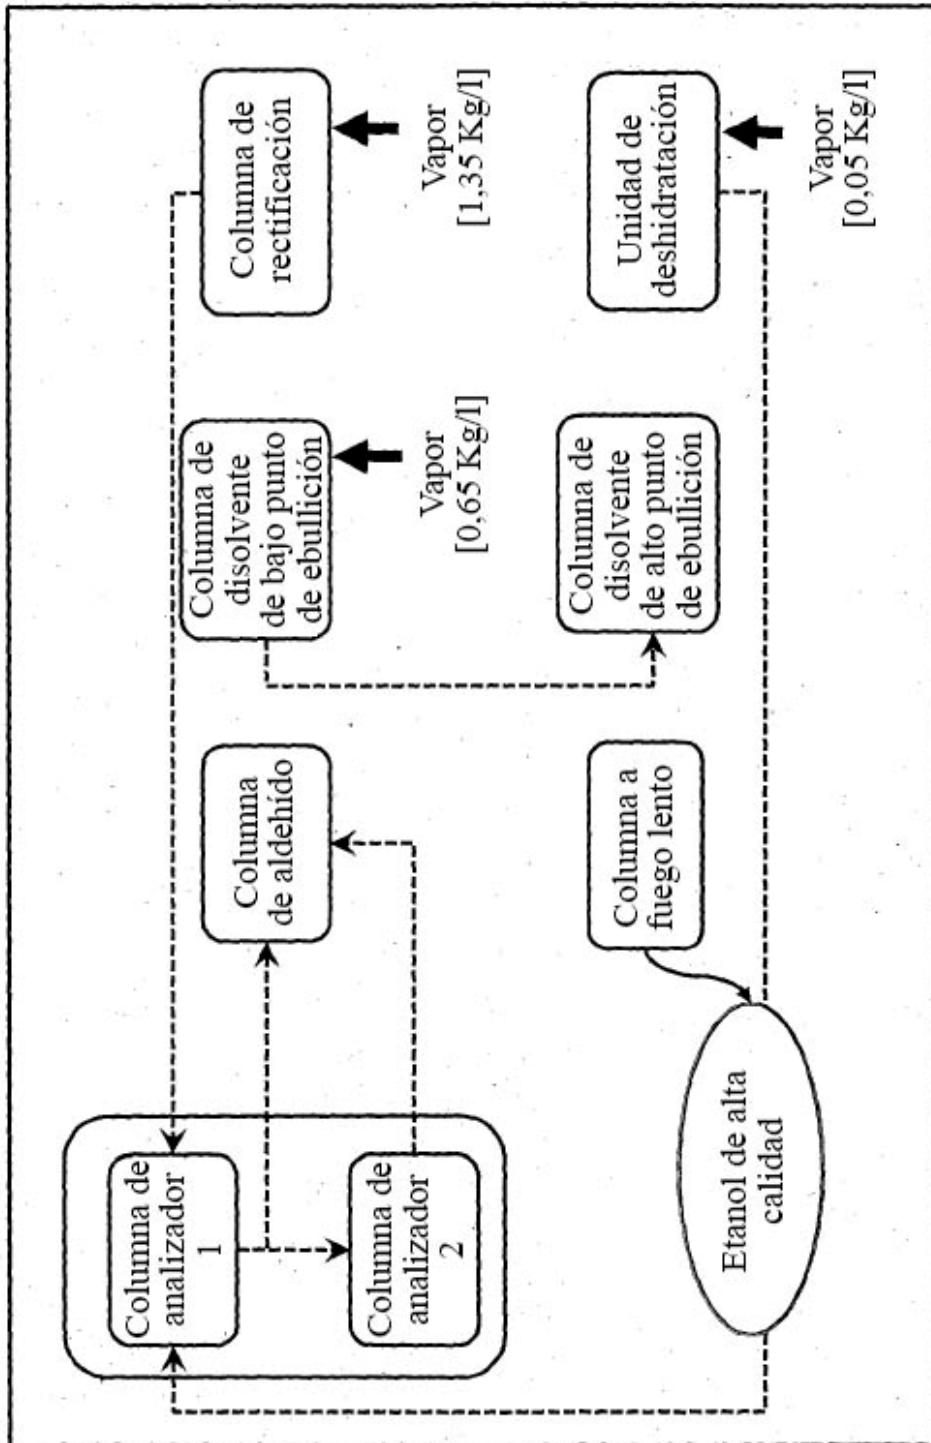 Columna de
analizador
1
Columna de
analizador
2
Columna
de aldehído
Columna de
disolvente
de bajo punto
de ebullición
Vapor
[0,65 Kg/l]
Columna de
rectificación
Vapor
[1,35 Kg/l]
Etanol de alta
calidad
Columna a
fuego lento
Columna de
disolvente
de alto punto
de ebullición
Unidad de
deshidratación
Vapor
[0,05 Kg/l]